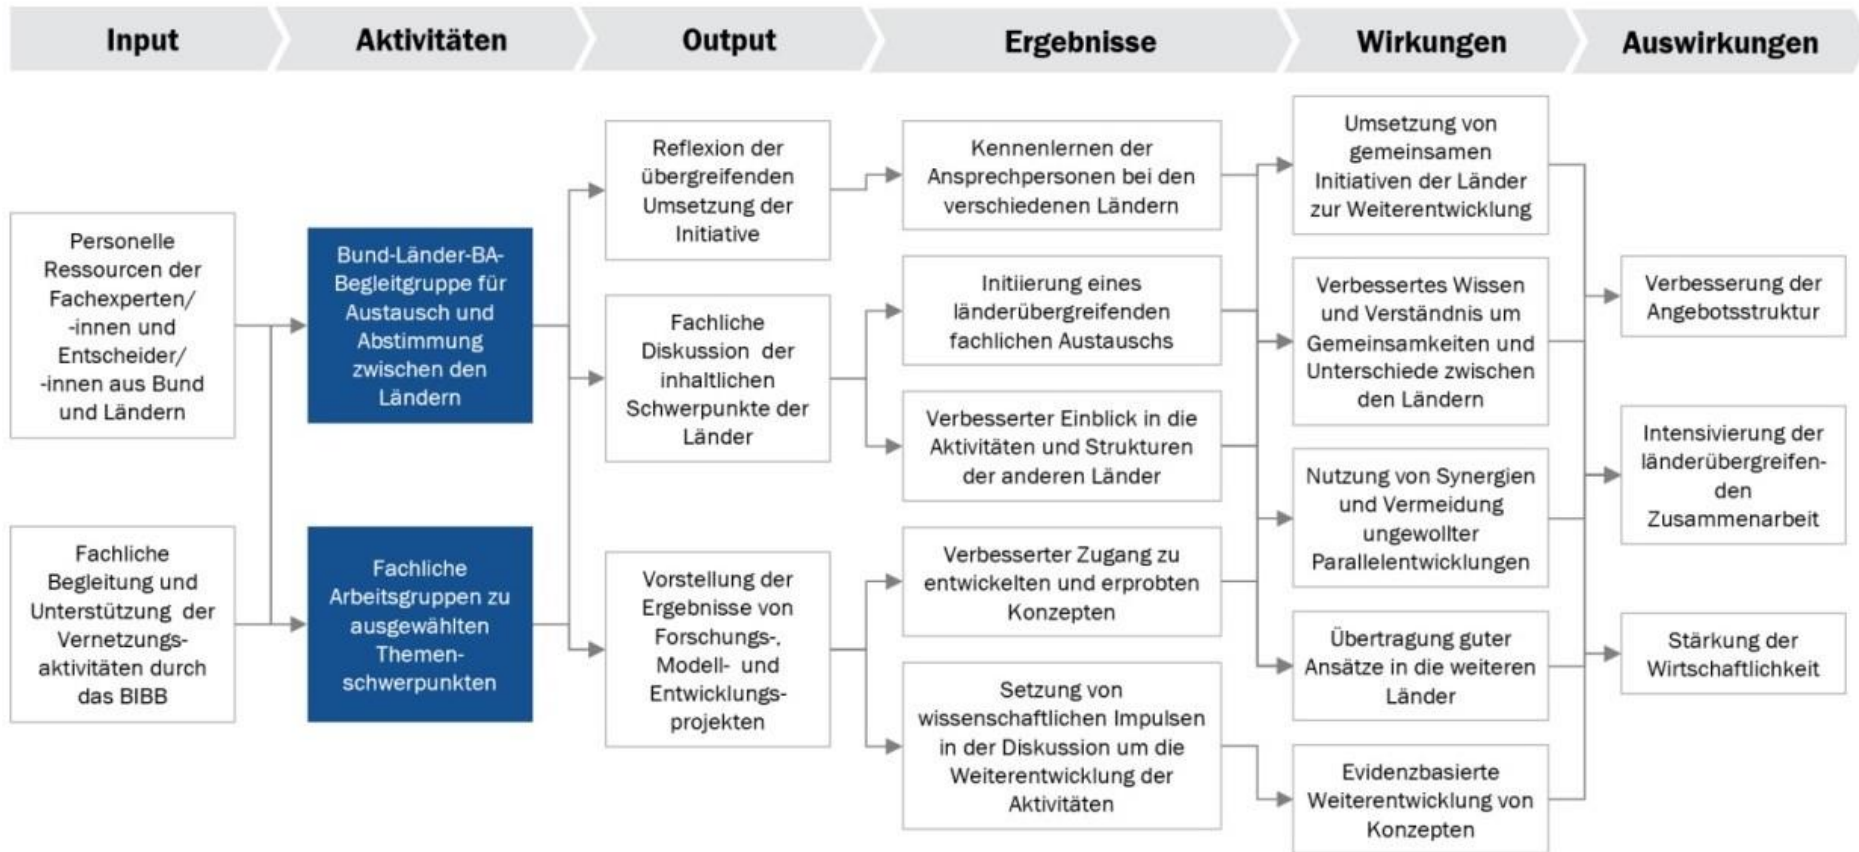 Input
Aktivitäten
Output
Ergebnisse
Wirkungen
Auswirkungen
Personelle
Ressourcen der
Fachexperten/
-innen und
Entscheider/
-innen aus Bund
und Ländern
Fachliche
Begleitung und
Unterstützung der
Vernetzungs-
aktivitäten durch
das BIBB
Bund-Länder-BA-
Begleitgruppe für
Austausch und
Abstimmung
zwischen den
Ländern
Fachliche
Arbeitsgruppen zu
ausgewählten
Themen-
schwerpunkten
Reflexion der
übergreifenden
Umsetzung der
Initiative
Fachliche
Diskussion der
inhaltlichen
Schwerpunkte der
Länder
Vorstellung der
Ergebnisse von
Forschungs-,
Modell- und
Entwicklungs-
projekten
Kennenlernen der
Ansprechpersonen bei den
verschiedenen Ländern
Initiierung eines
länderübergreifenden
fachlichen Austauschs
Verbesserter Einblick in die
Aktivitäten und Strukturen
der anderen Länder
Verbesserter Zugang zu
entwickelten und erprobten
Konzepten
Setzung von
wissenschaftlichen Impulsen
in der Diskussion um die
Weiterentwicklung der
Aktivitäten
Umsetzung von
gemeinsamen
Initiativen der Länder
zur Weiterentwicklung
Verbessertes Wissen
und Verständnis um
Gemeinsamkeiten und
Unterschiede zwischen
den Ländern
Nutzung von Synergien
und Vermeidung
ungewollter
Parallelentwicklungen
Übertragung guter
Ansätze in die weiteren
Länder
Evidenzbasierte
Weiterentwicklung von
Konzepten
Verbesserung der
Angebotsstruktur
Intensivierung der
länderübergreifen-
den
Zusammenarbeit
Stärkung der
Wirtschaftlichkeit